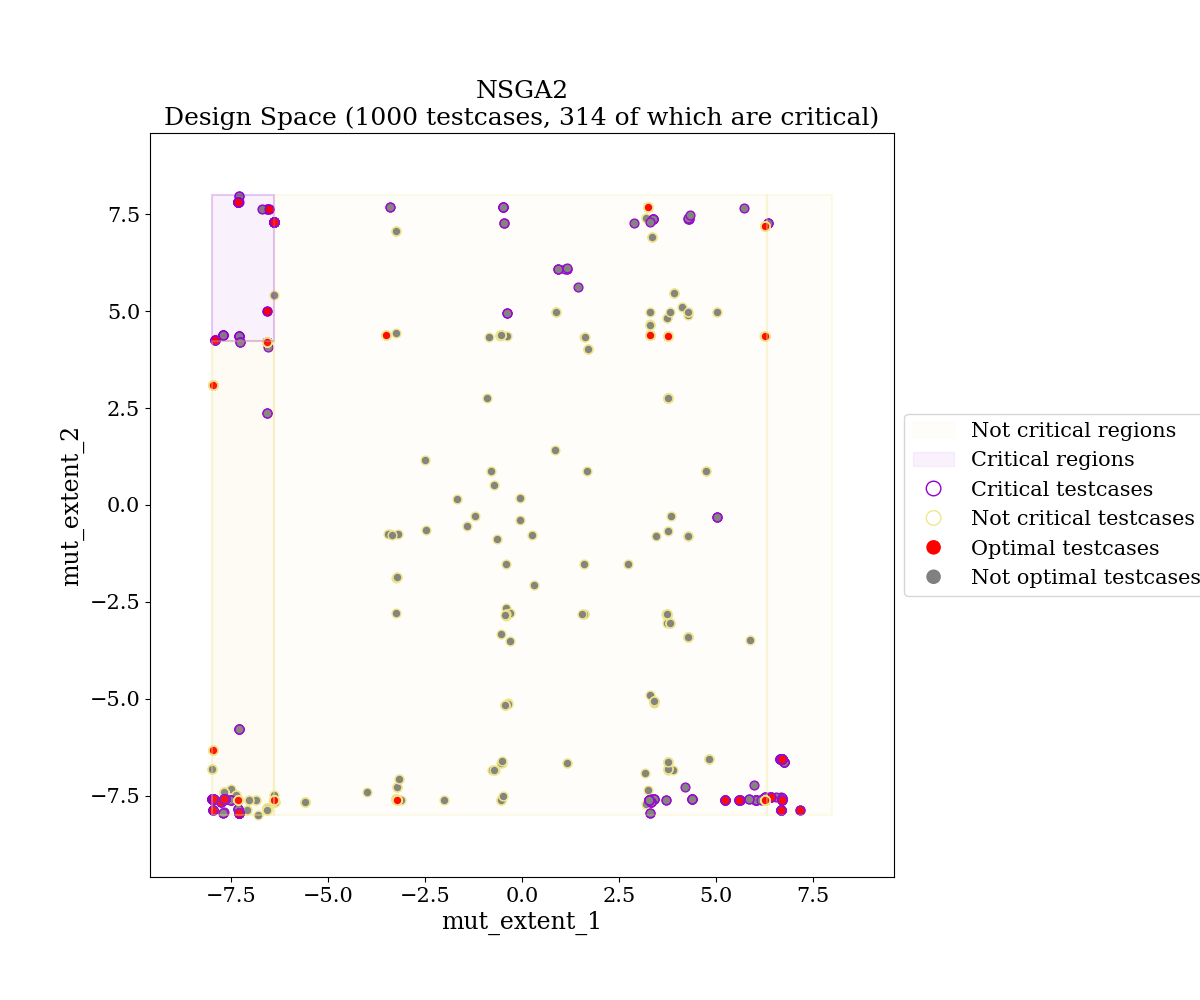 NSGA2
Design Space (1000 testcases, 314 of which are critical)
7.5
5.0
2.5
0.0
−2.5
−5.0
−7.5
mut_extent_2
−7.5
−5.0
−2.5
0.0
2.5
5.0
7.5
mut_extent_1
Not critical regions
Critical regions
Critical testcases
Not critical testcases
Optimal testcases
Not optimal testcases